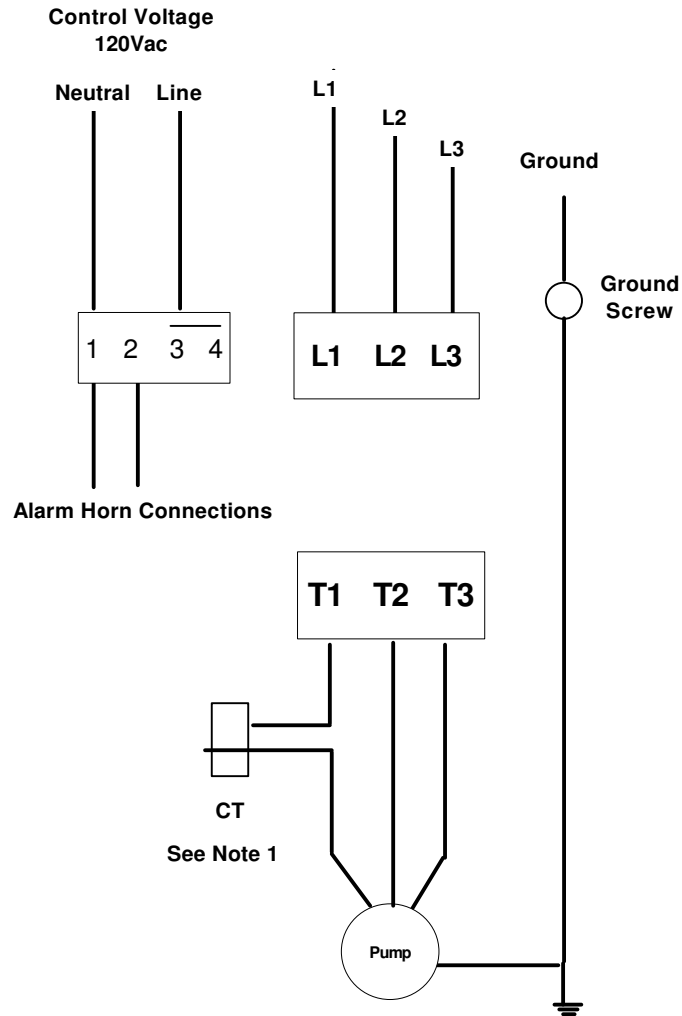 Control Voltage
120Vac
Neutral Line
L1
L2
L3
Ground
Ground
Screw
1 2 3 4
L1 L2 L3
Alarm Horn Connections
T1 T2 T3
CT
See Note 1
Pump